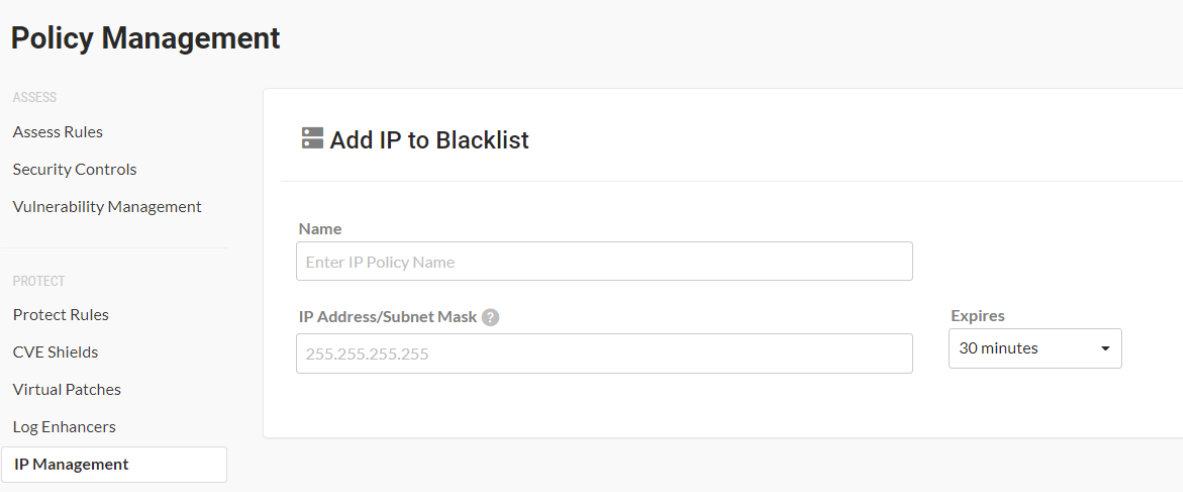 Policy Management
ASSESS
Assess Rules
Security Controls
Vulnerability Management
PROTECT
Protect Rules
CVE Shields
Virtual Patches
Log Enhancers
IP Management
Add IP to Blacklist
Name
Enter IP Policy Name
IP Address/Subnet Mask ?
255.255.255.255
Expires
30 minutes